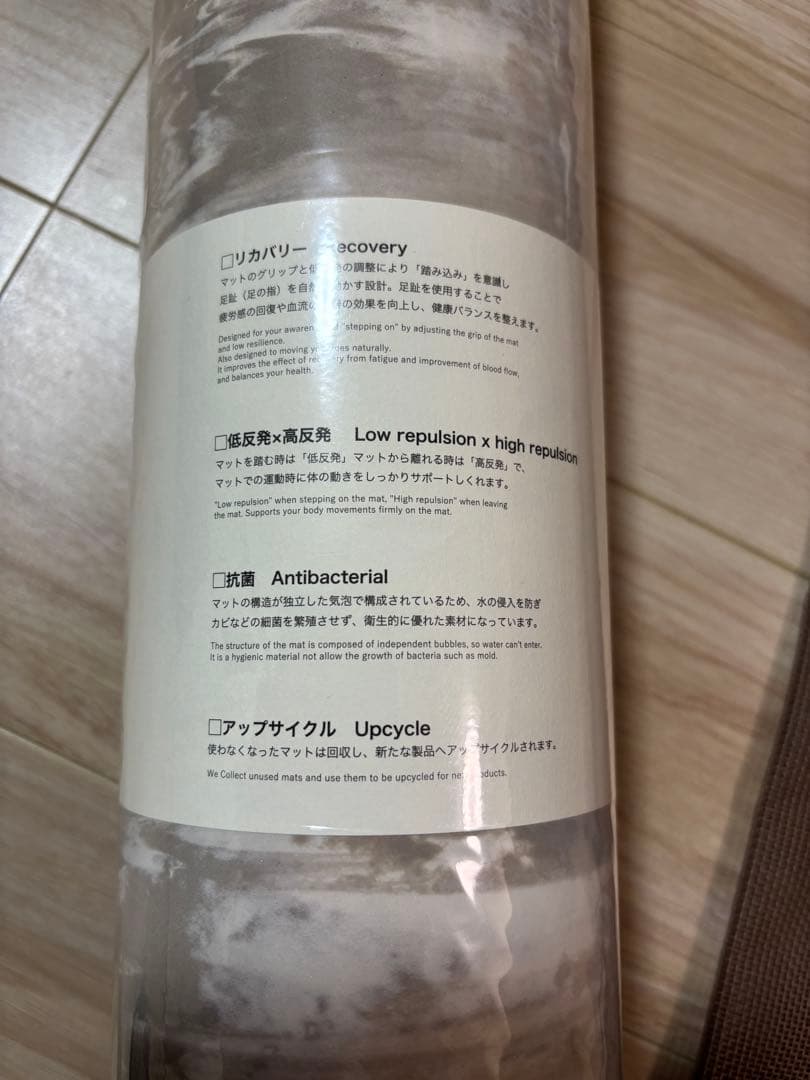 □リカバリー Recovery
マットのグリップと低 発の調整により「踏み込み」を意識し
足趾（足の指）を自然 動かす設計。足趾を使用することで
疲労感の回復や血流の 善の効果を向上し、健康バランスを整えます。
Designed for your awaren "stepping on" by adjusting the grip of the mat
and low resilience.
Also designed to moving y naturally.
It improves the effect of recovery from fatigue and improvement of blood flow,
and balances your health.
□低反発×高反発 Low repulsion x high repulsion
マットを踏む時は「低反発」マットから離れる時は「高反発」で、
マットでの運動時に体の動きをしっかりサポートしくれます。
"Low repulsion" when stepping on the mat, "High repulsion" when leaving
the mat. Supports your body movements firmly on the mat.
□抗菌 Antibacterial
マットの構造が独立した気泡で構成されているため、水の侵入を防ぎ
カビなどの細菌を繁殖させず、衛生的に優れた素材になっています。
The structure of the mat is composed of independent bubbles, so water can't enter.
It is a hygienic material not allow the growth of bacteria such as mold.
□アップサイクル Upcycle
使わなくなったマットは回収し、新たな製品へアップサイクルされます。
We Collect unused mats and use them to be upcycled for new products.